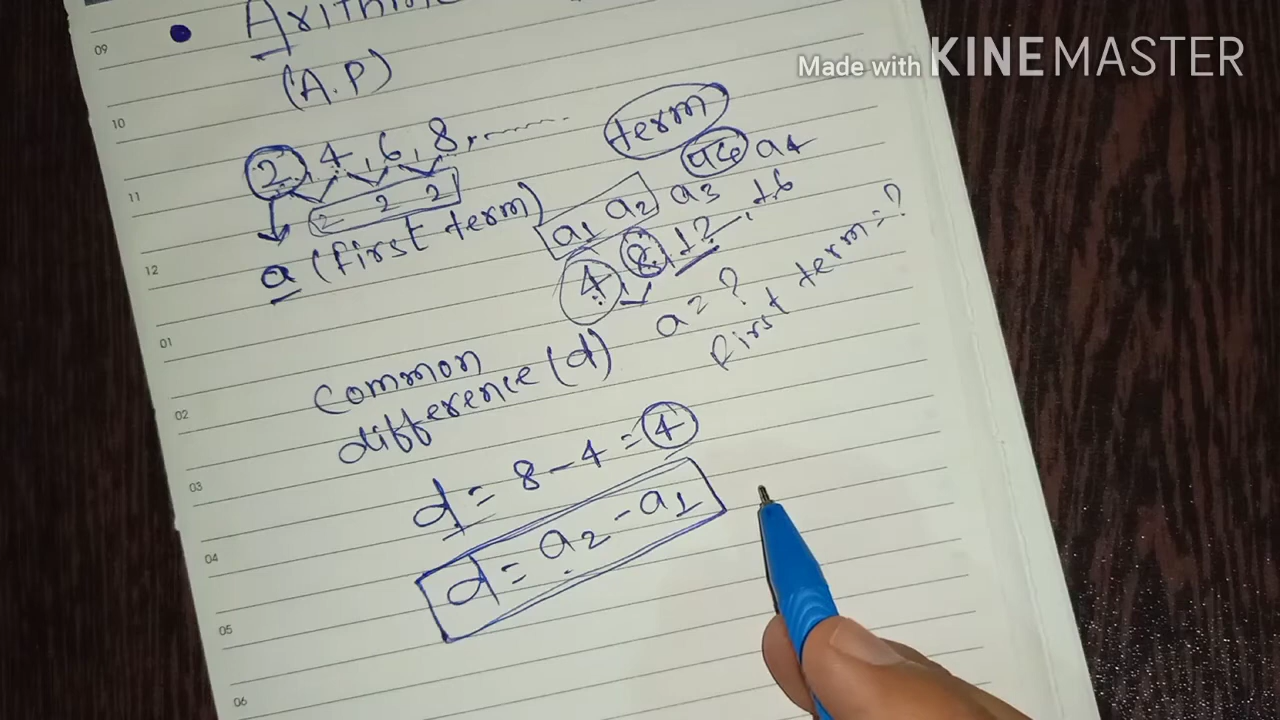 Made with KINEMASTER
09
(A.P)
10
2, 4, 6, 8, ........
term
a6 a4
11
2 2 2
a1 a2 a3
a (first term)
4, 8, 12, 16
12
a = ?
first term = ?
01
common
difference (d)
02
d = 8 - 4 = 4
03
d = a2 - a1
04
05
06